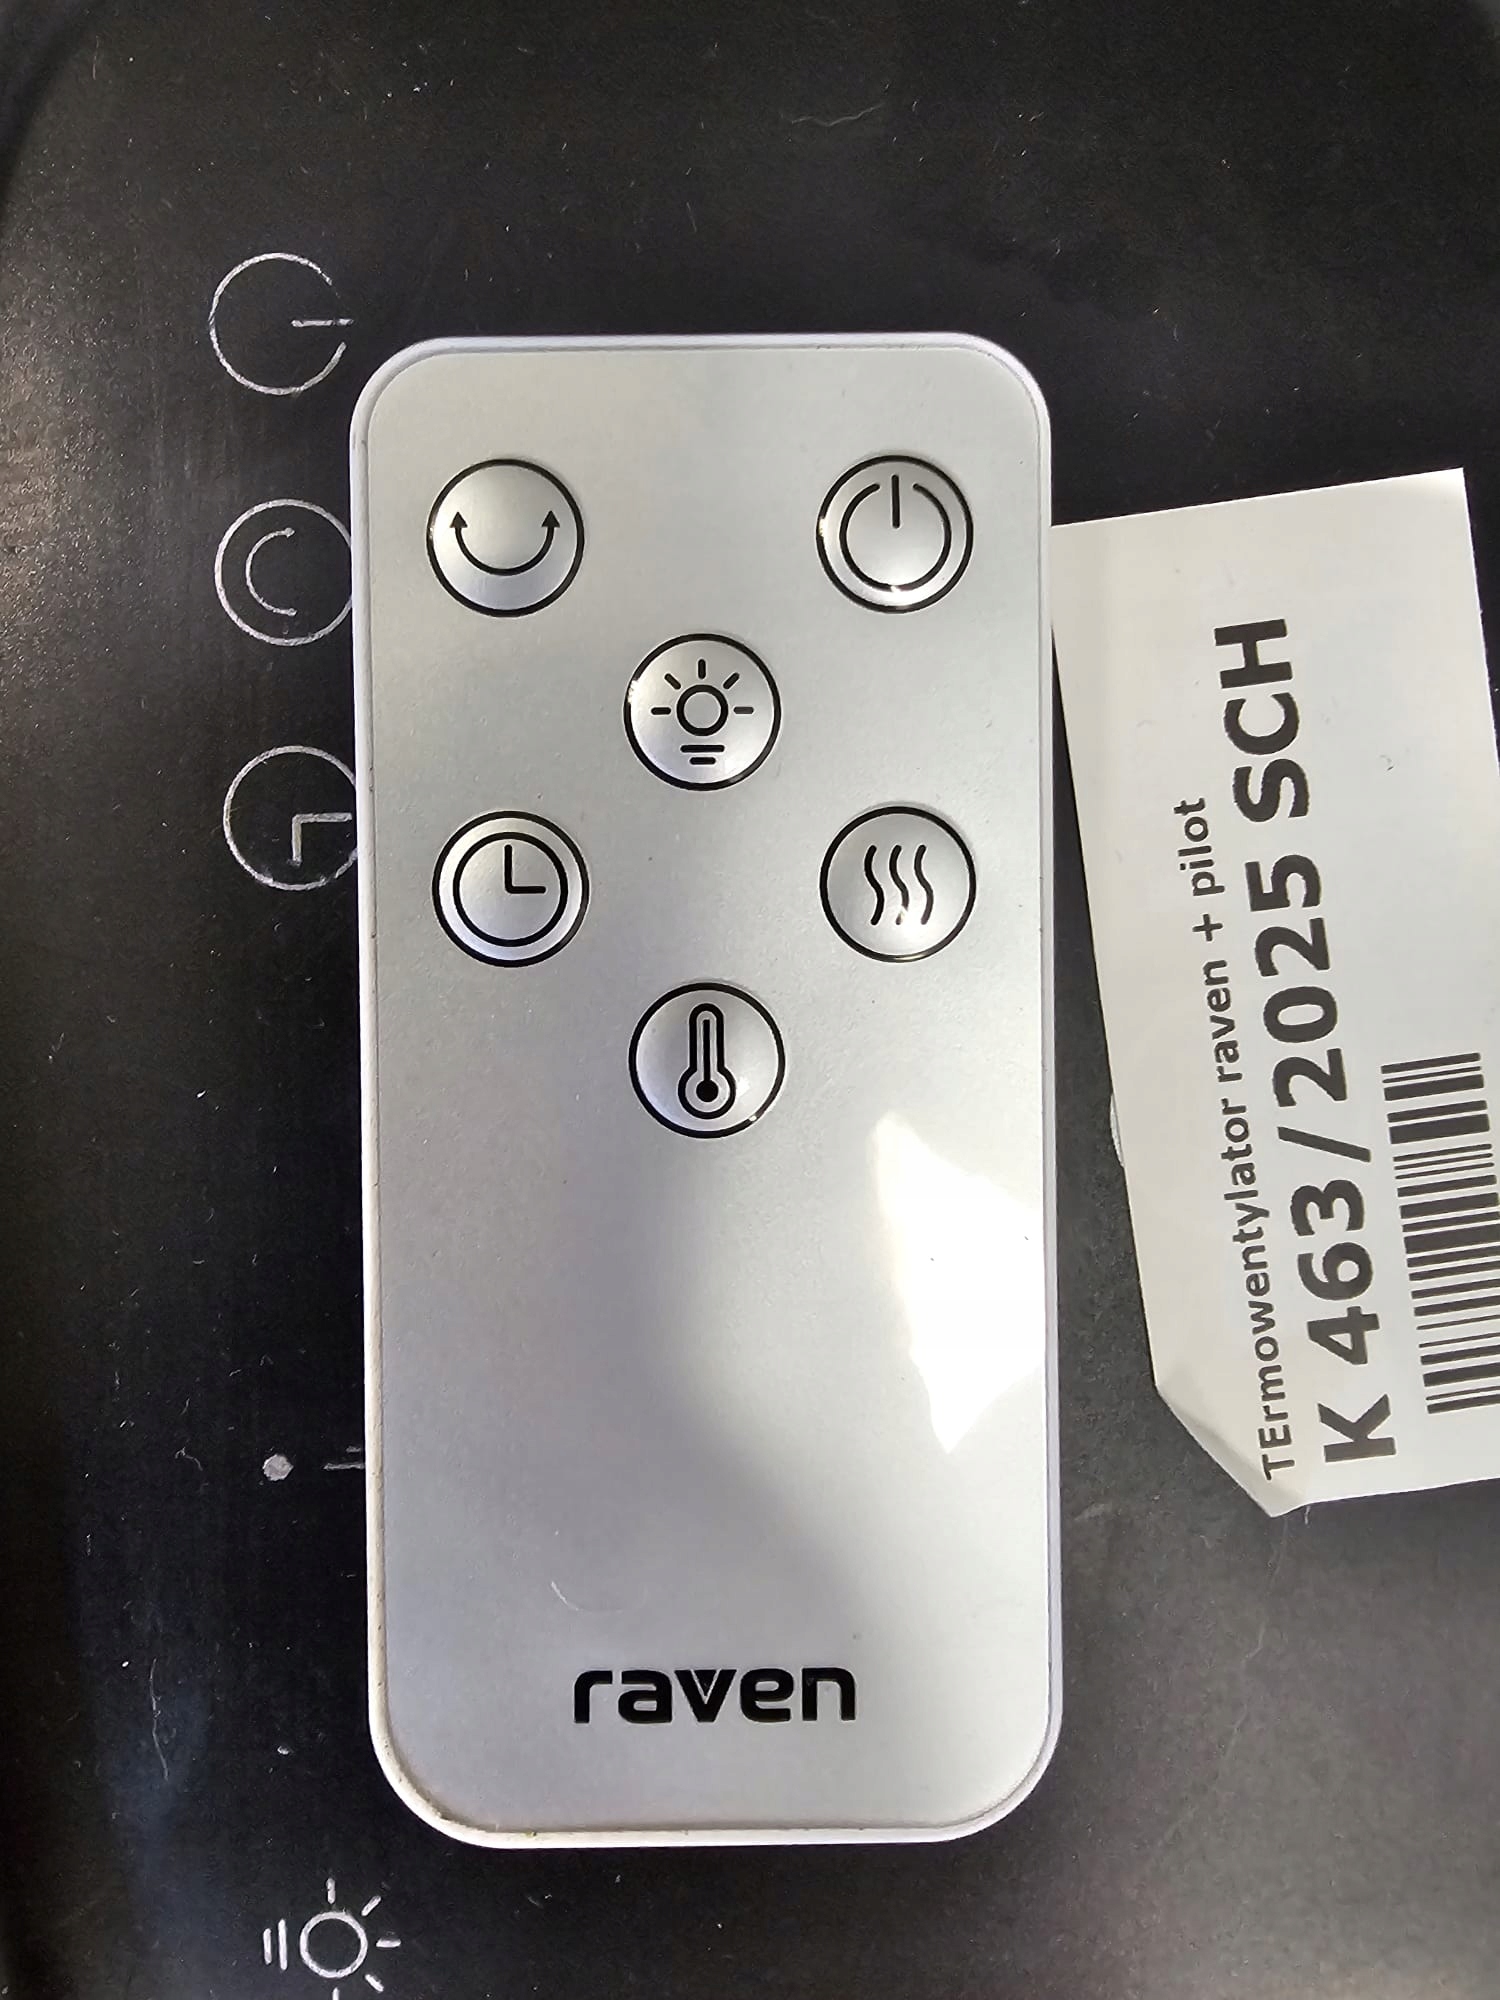 TErmowentylator raven + pilot
K 463/2025 SCH
raven